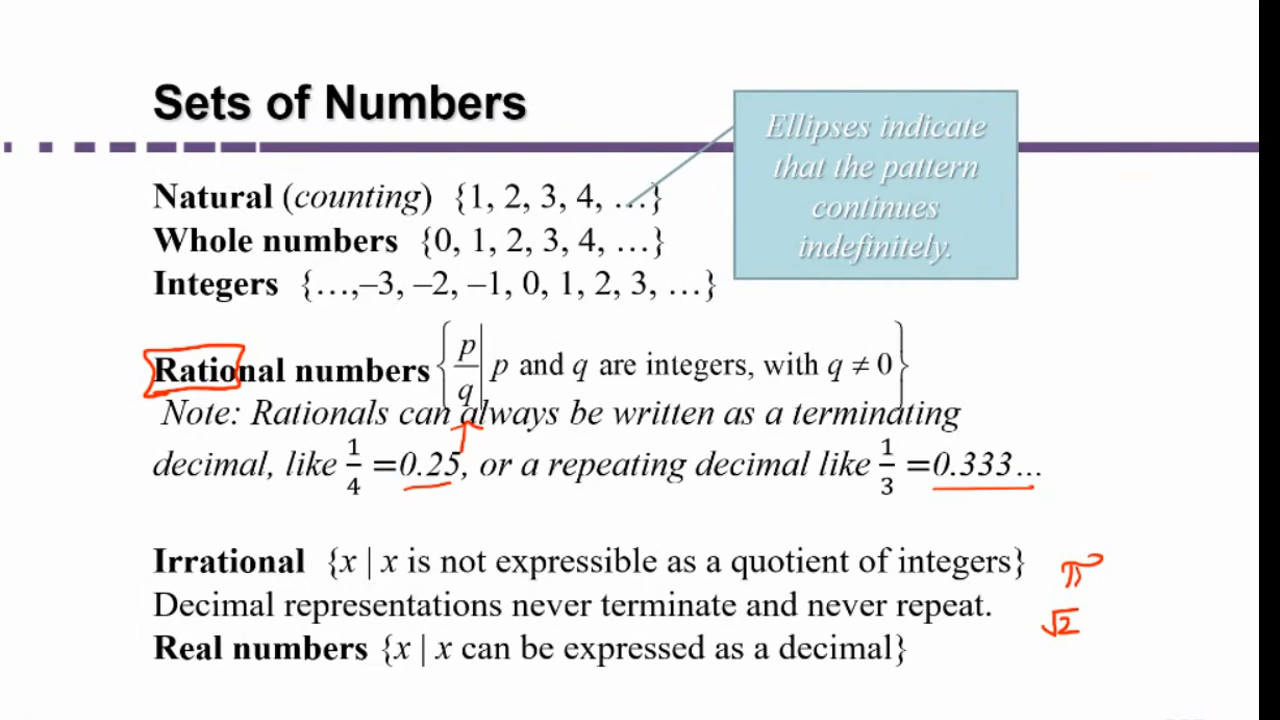 Sets of Numbers
Ellipses indicate
that the pattern
continues
indefinitely.
Natural (counting) {1, 2, 3, 4, …}
Whole numbers {0, 1, 2, 3, 4, …}
Integers {…,–3, –2, –1, 0, 1, 2, 3, …}
Rational numbers {p/q | p and q are integers, with q ≠ 0}
Note: Rationals can always be written as a terminating
decimal, like 1/4 =0.25, or a repeating decimal like 1/3 =0.333...
Irrational {x | x is not expressible as a quotient of integers}
π
Decimal representations never terminate and never repeat.
√2
Real numbers {x | x can be expressed as a decimal}